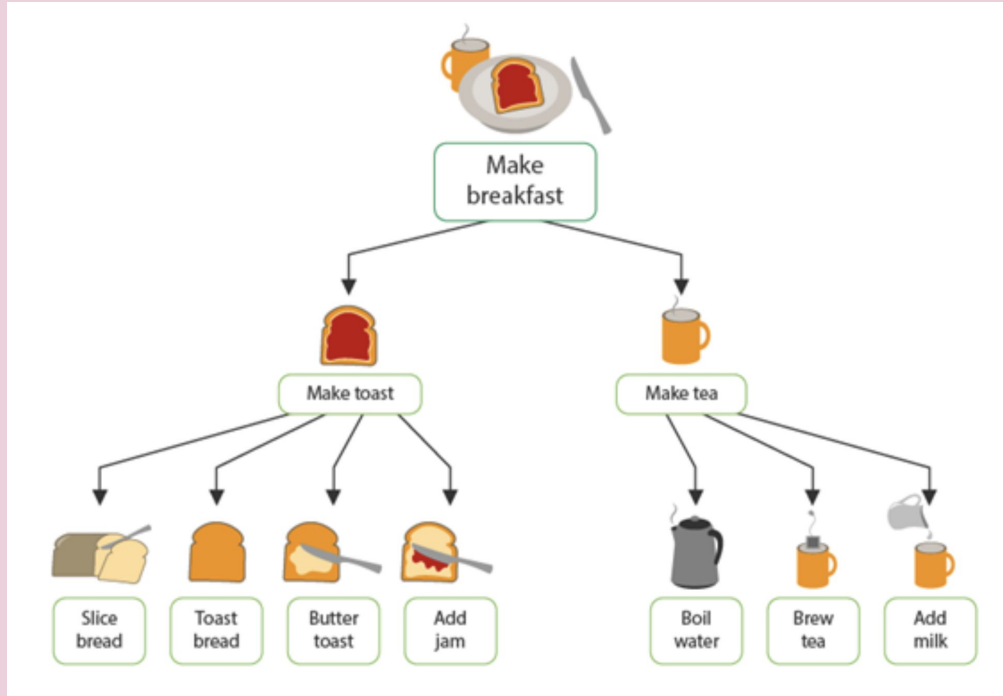 Make
breakfast
Make toast
Make tea
Slice
bread
Toast
bread
Butter
toast
Add
jam
Boil
water
Brew
tea
Add
milk